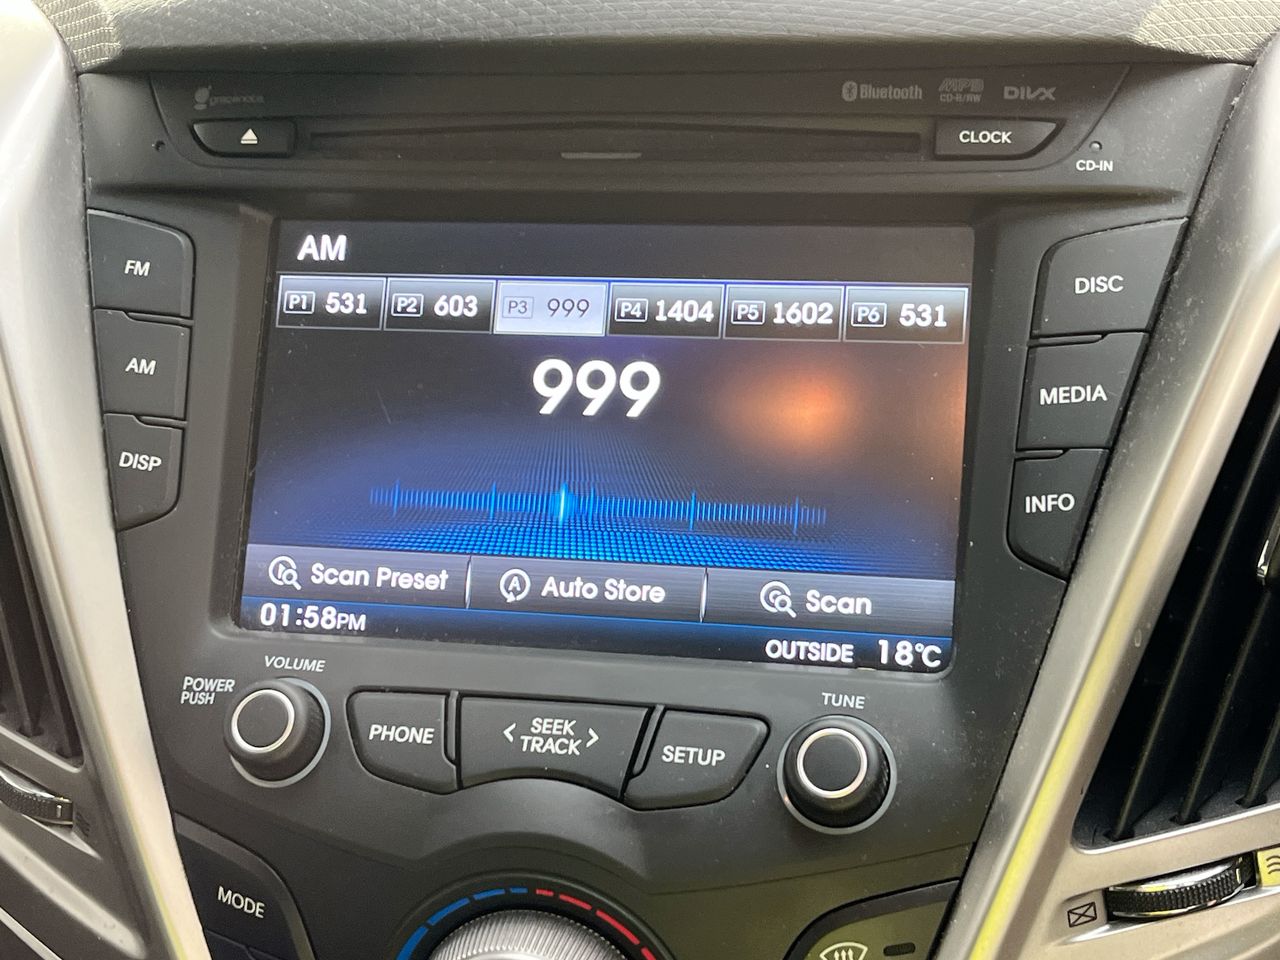 gracenote
Bluetooth
MP3
CD-R/RW
DIVX
CLOCK
CD-IN
FM
AM
DISP
DISC
MEDIA
INFO
AM
P1 531 P2 603 P3 999 P4 1404 P5 1602 P6 531
999
Scan Preset A Auto Store Scan
01:58PM
OUTSIDE 18°C
VOLUME
POWER
PUSH
PHONE
< SEEK >
TRACK
SETUP
TUNE
MODE